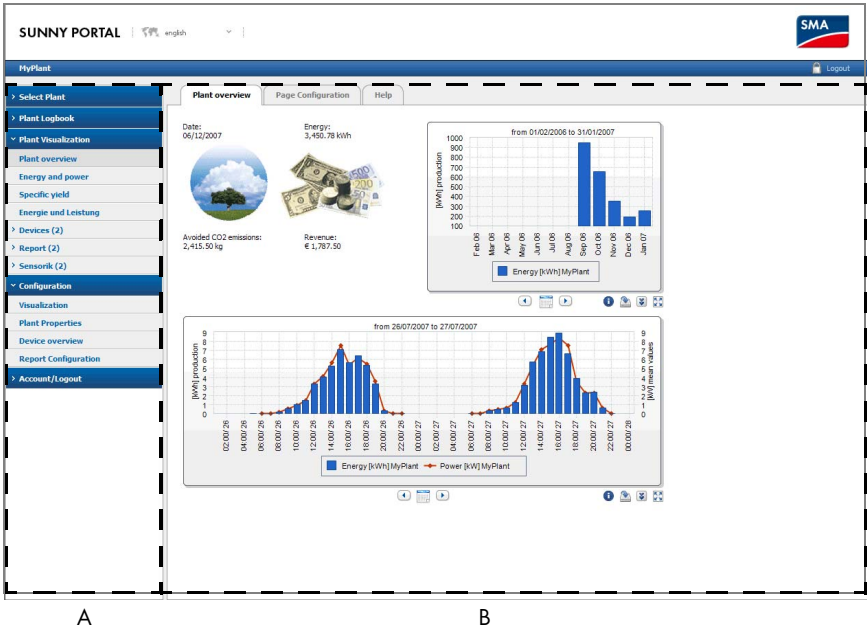 SUNNY PORTAL
english
SMA
MyPlant
Logout
Select Plant
Plant Logbook
Plant Visualization
Plant overview
Energy and power
Specific yield
Energie und Leistung
Devices (2)
Report (2)
Sensorik (2)
Configuration
Visualization
Plant Properties
Device overview
Report Configuration
Account/Logout
Plant overview Page Configuration Help
Date:
06/12/2007
Energy:
3,450.78 kWh
Avoided CO2 emissions:
2,415.50 kg
Revenue:
€ 1,787.50
from 01/02/2006 to 31/01/2007
[kWh] production
1000
900
800
700
600
500
400
300
200
100
Feb 06 Mar 06 Apr 06 May 06 Jun 06 Jul 06 Aug 06 Sep 06 Oct 06 Nov 06 Dec 06 Jan 07
Energy [kWh] MyPlant
from 26/07/2007 to 27/07/2007
[kWh] production
9
8
7
6
5
4
3
2
1
0
9
8
7
6
5
4
3
2
1
0
[kW] mean values
02:00/ 26 04:00/ 26 06:00/ 26 08:00/ 26 10:00/ 26 12:00/ 26 14:00/ 26 16:00/ 26 18:00/ 26 20:00/ 26 22:00/ 26 00:00/ 27 02:00/ 27 04:00/ 27 06:00/ 27 08:00/ 27 10:00/ 27 12:00/ 27 14:00/ 27 16:00/ 27 18:00/ 27 20:00/ 27 22:00/ 27 00:00/ 28
Energy [kWh] MyPlant Power [kW] MyPlant
A B